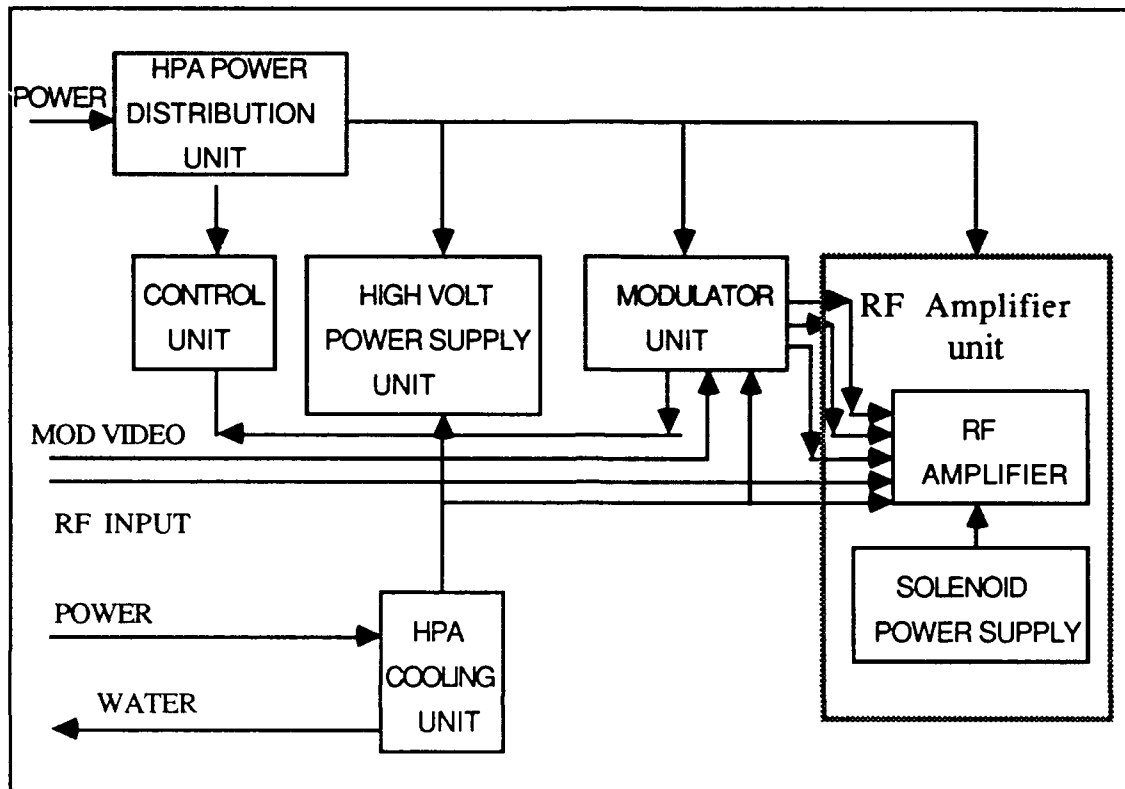 HPA POWER
DISTRIBUTION
UNIT
POWER
CONTROL
UNIT
HIGH VOLT
POWER SUPPLY
UNIT
MODULATOR
UNIT
RF Amplifier
unit
RF
AMPLIFIER
MOD VIDEO
RF INPUT
SOLENOID
POWER SUPPLY
POWER
HPA
COOLING
UNIT
WATER